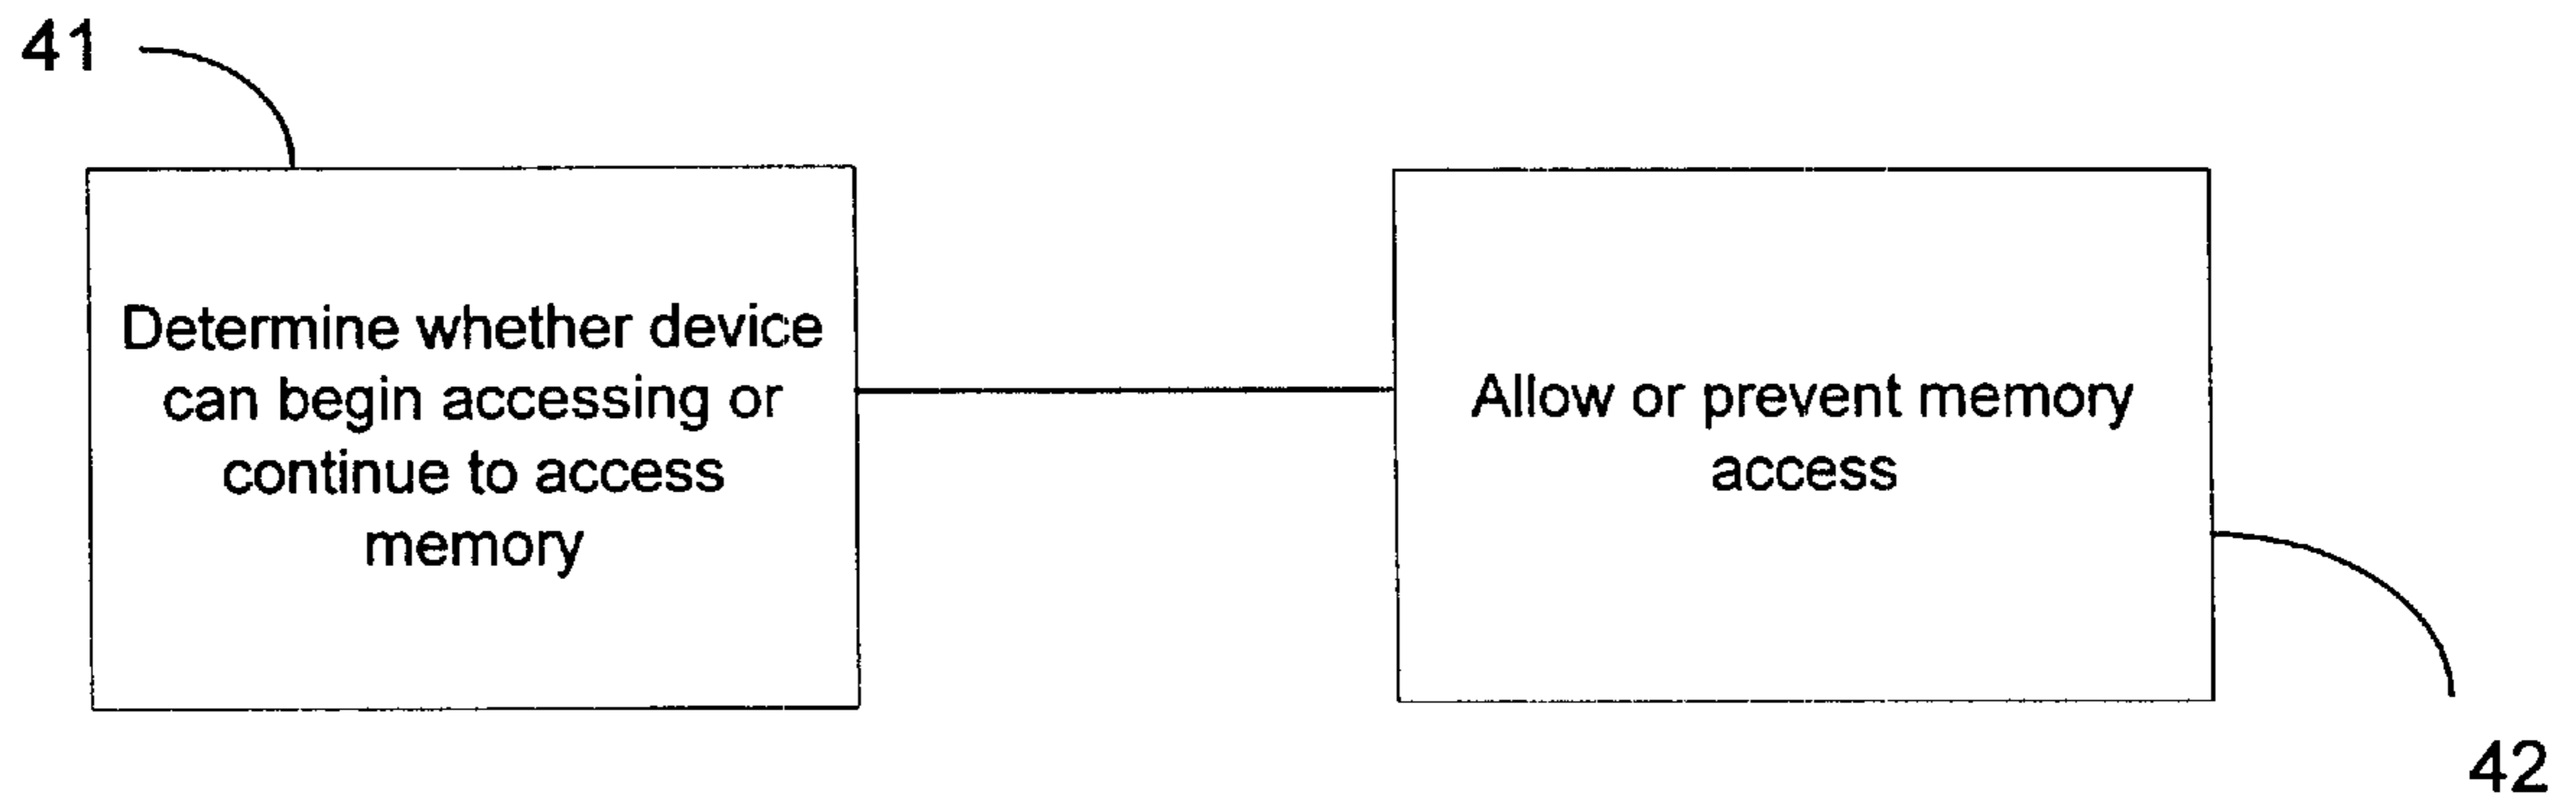 41
Determine whether device
can begin accessing or
continue to access
memory
Allow or prevent memory
access
42